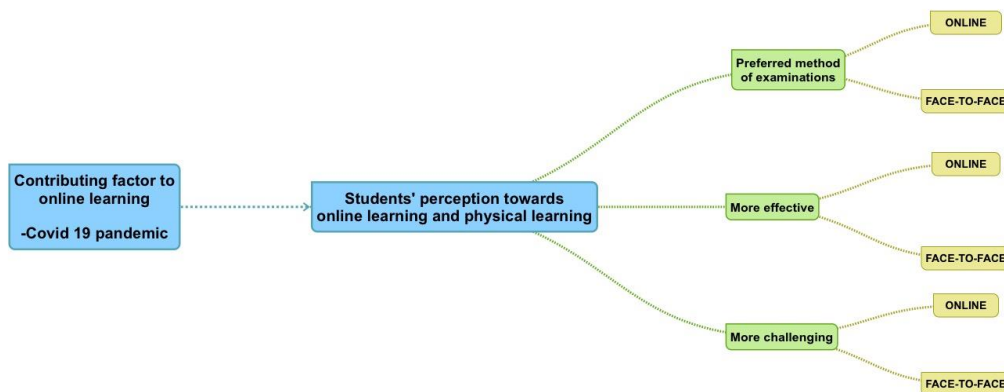 Contributing factor to
online learning
-Covid 19 pandemic
Students' perception towards
online learning and physical learning
Preferred method
of examinations
ONLINE
FACE-TO-FACE
More effective
ONLINE
FACE-TO-FACE
More challenging
ONLINE
FACE-TO-FACE